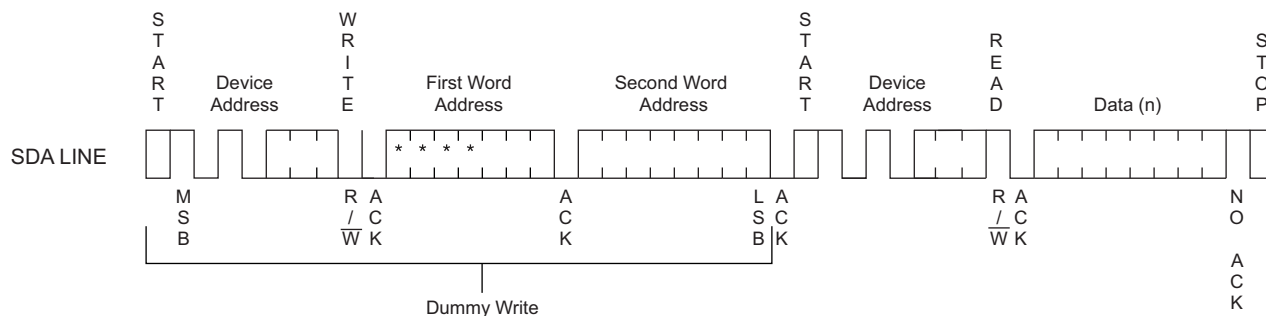 START
WRITE
START
READ
STOP
Device
Address
First Word
Address
Second Word
Address
Device
Address
Data (n)
SDA LINE
* * * *
MSB
R/W
ACK
ACK
LSB
ACK
R/W
ACK
NO ACK
Dummy Write